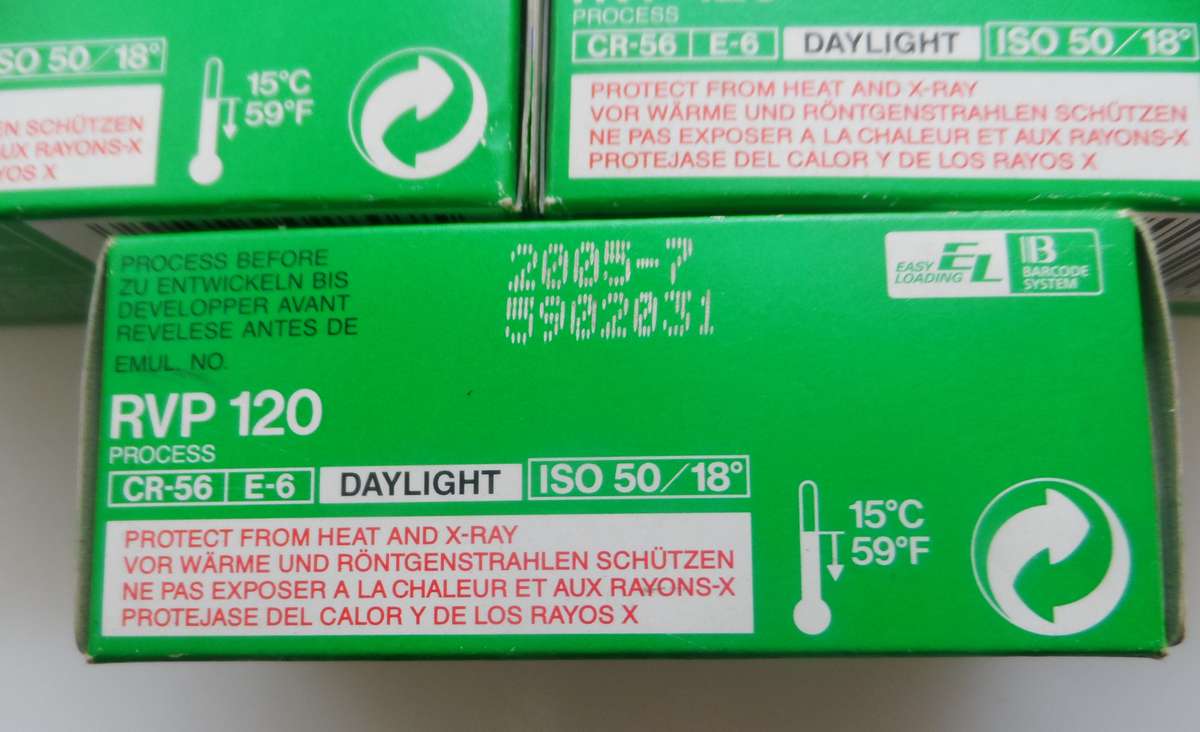 SO 50/18°
15°C
59°F
EN SCHÜTZEN
AUX RAYONS-X
YOS X
PROCESS
CR-56 E-6 DAYLIGHT ISO 50/18°
PROTECT FROM HEAT AND X-RAY
VOR WÄRME UND RÖNTGENSTRAHLEN SCHÜTZEN
NE PAS EXPOSER A LA CHALEUR ET AUX RAYONS-X
PROTEJASE DEL CALOR Y DE LOS RAYOS X
PROCESS BEFORE
ZU ENTWICKELN BIS
DEVELOPPER AVANT
REVELESE ANTES DE
EMUL. NO.
2005-7
5902031
EASY
LOADING
EL
B
BARCODE
SYSTEM
RVP 120
PROCESS
CR-56 E-6 DAYLIGHT ISO 50/18°
PROTECT FROM HEAT AND X-RAY
VOR WÄRME UND RÖNTGENSTRAHLEN SCHÜTZEN
NE PAS EXPOSER A LA CHALEUR ET AUX RAYONS-X
PROTEJASE DEL CALOR Y DE LOS RAYOS X
15°C
59°F